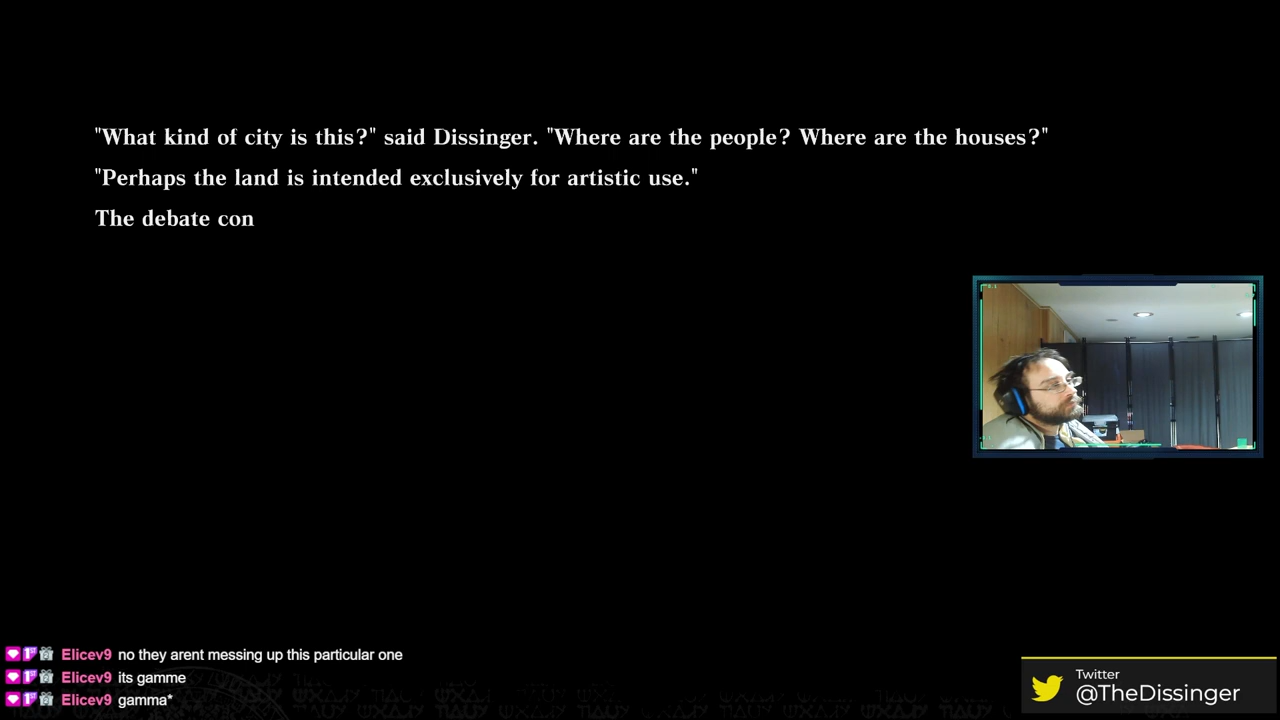 "What kind of city is this?" said Dissinger. "Where are the people? Where are the houses?"
"Perhaps the land is intended exclusively for artistic use."
The debate con
Elicev9 no they arent messing up this particular one
Elicev9 its gamme
Elicev9 gamma*
Twitter
@TheDissinger